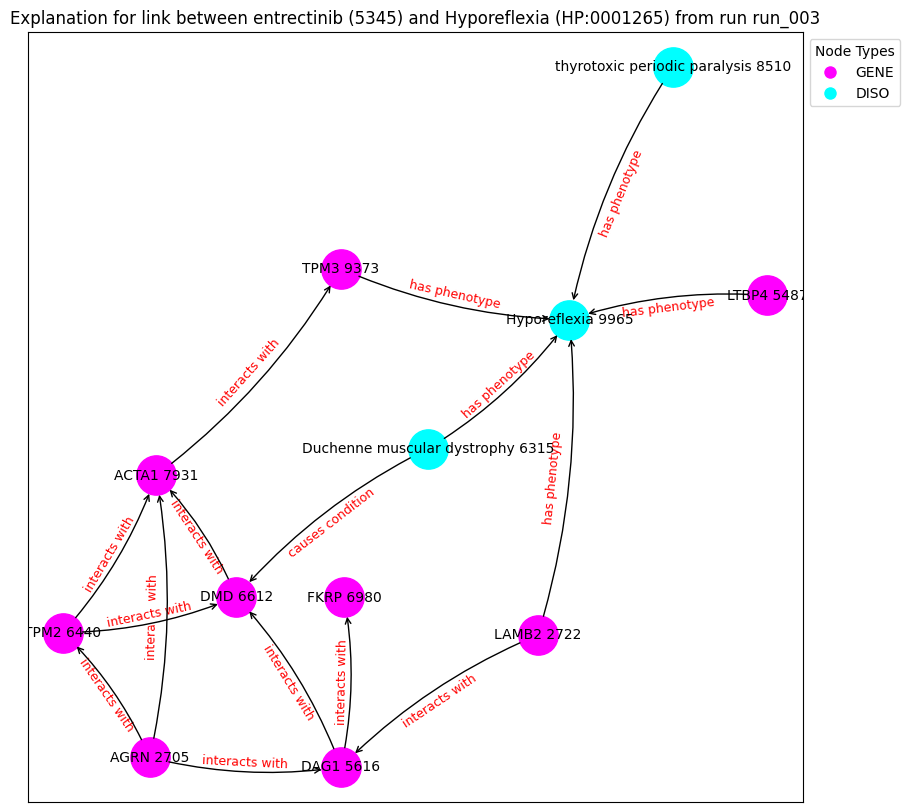 Explanation for link between entrectinib (5345) and Hyporeflexia (HP:0001265) from run run_003
Node Types
GENE
DISO
thyrotoxic periodic paralysis 8510
has phenotype
TPM3 9373
has phenotype
LTBP4 5487
has phenotype
Hyporeflexia 9965
interacts with
has phenotype
Duchenne muscular dystrophy 6315
ACTA1 7931
has phenotype
causes condition
interacts with
interacts with
DMD 6612
FKRP 6980
interacts with
interacts with
TPM2 6440
LAMB2 2722
interacts with
interacts with
interacts with
interacts with
AGRN 2705
interacts with
DAG1 5616